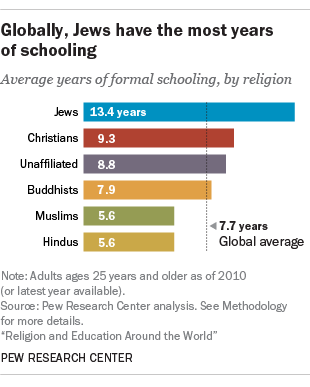 Globally, Jews have the most years
of schooling
Average years of formal schooling, by religion
Jews 13.4 years
Christians 9.3
Unaffiliated 8.8
Buddhists 7.9
Muslims 5.6
Hindus 5.6
7.7 years
Global average
Note: Adults ages 25 years and older as of 2010
(or latest year available).
Source: Pew Research Center analysis. See Methodology
for more details.
“Religion and Education Around the World”
PEW RESEARCH CENTER